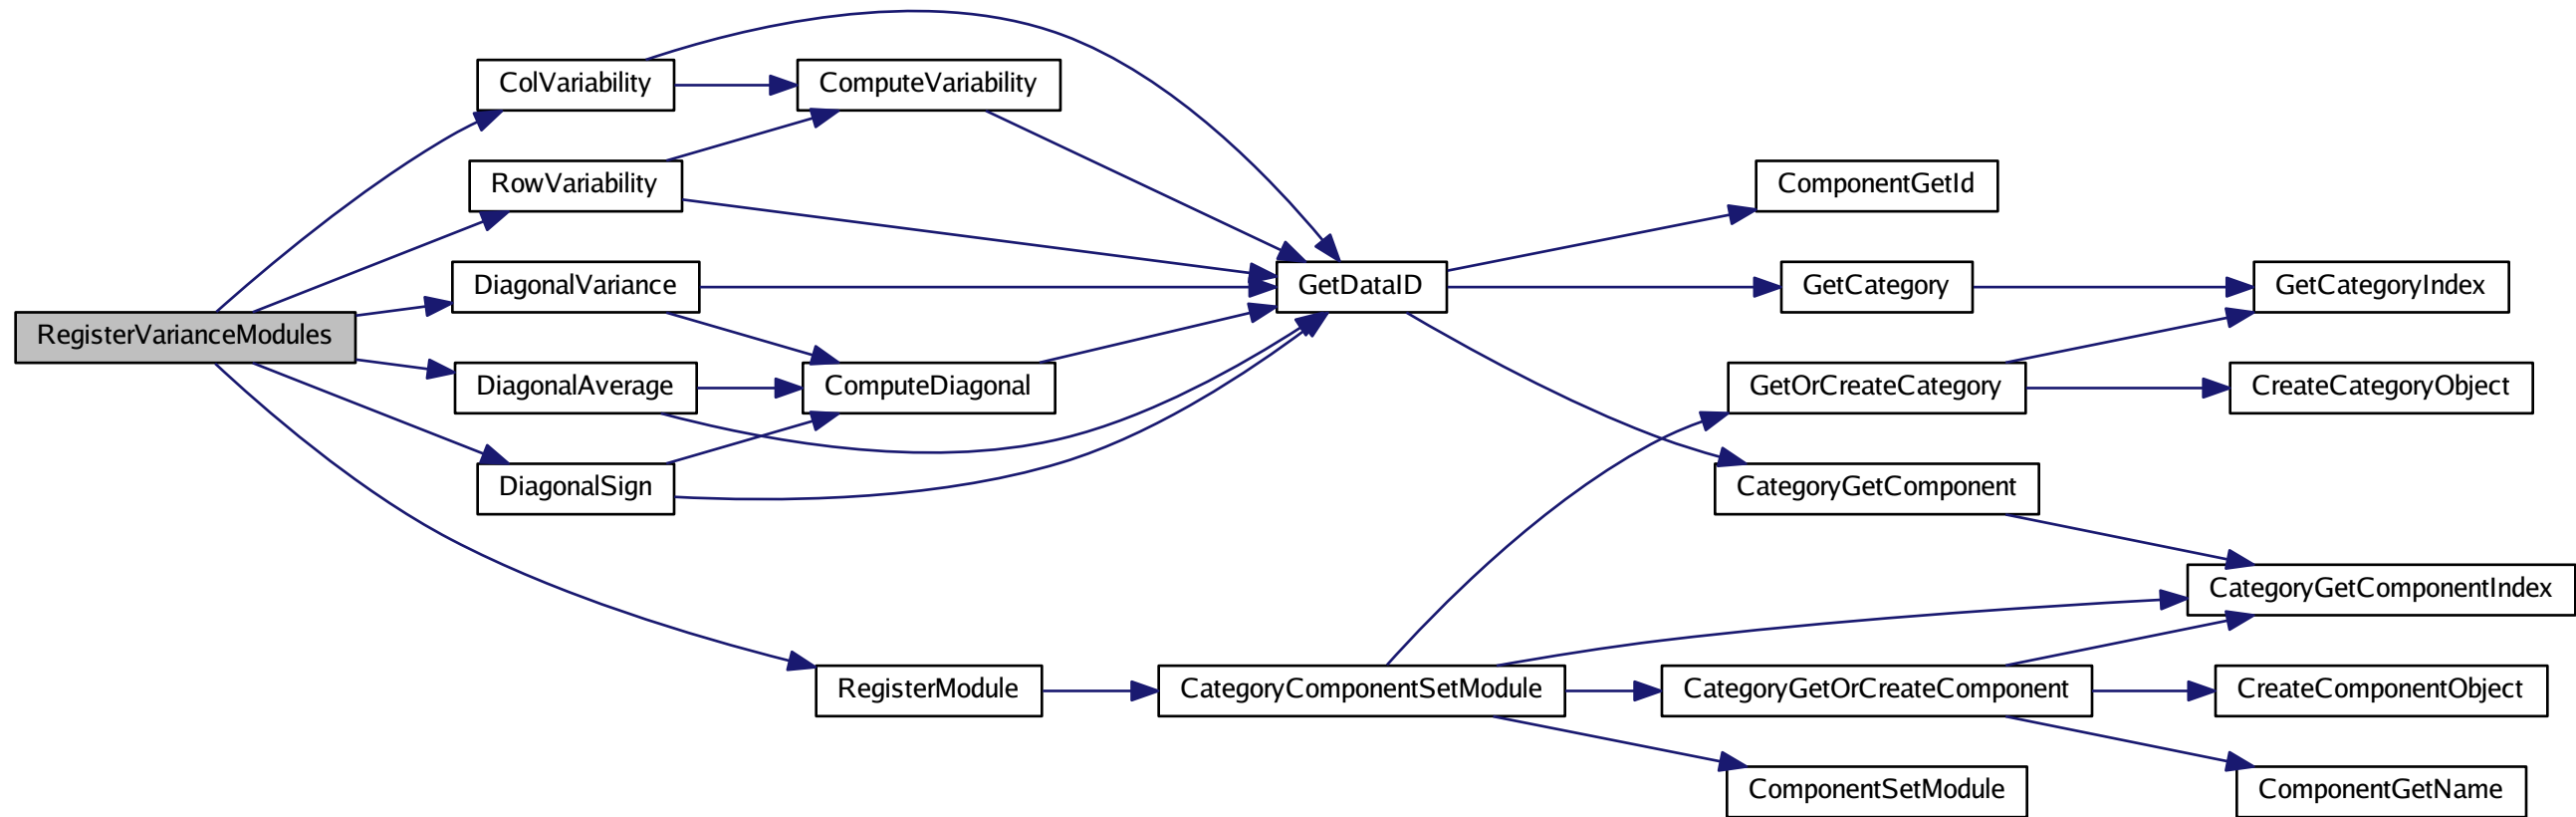 ColVariability
ComputeVariability
RowVariability
ComponentGetId
DiagonalVariance
GetDataID
GetCategory
GetCategoryIndex
RegisterVarianceModules
DiagonalAverage
ComputeDiagonal
GetOrCreateCategory
CreateCategoryObject
DiagonalSign
CategoryGetComponent
CategoryGetComponentIndex
RegisterModule
CategoryComponentSetModule
CategoryGetOrCreateComponent
CreateComponentObject
ComponentSetModule
ComponentGetName